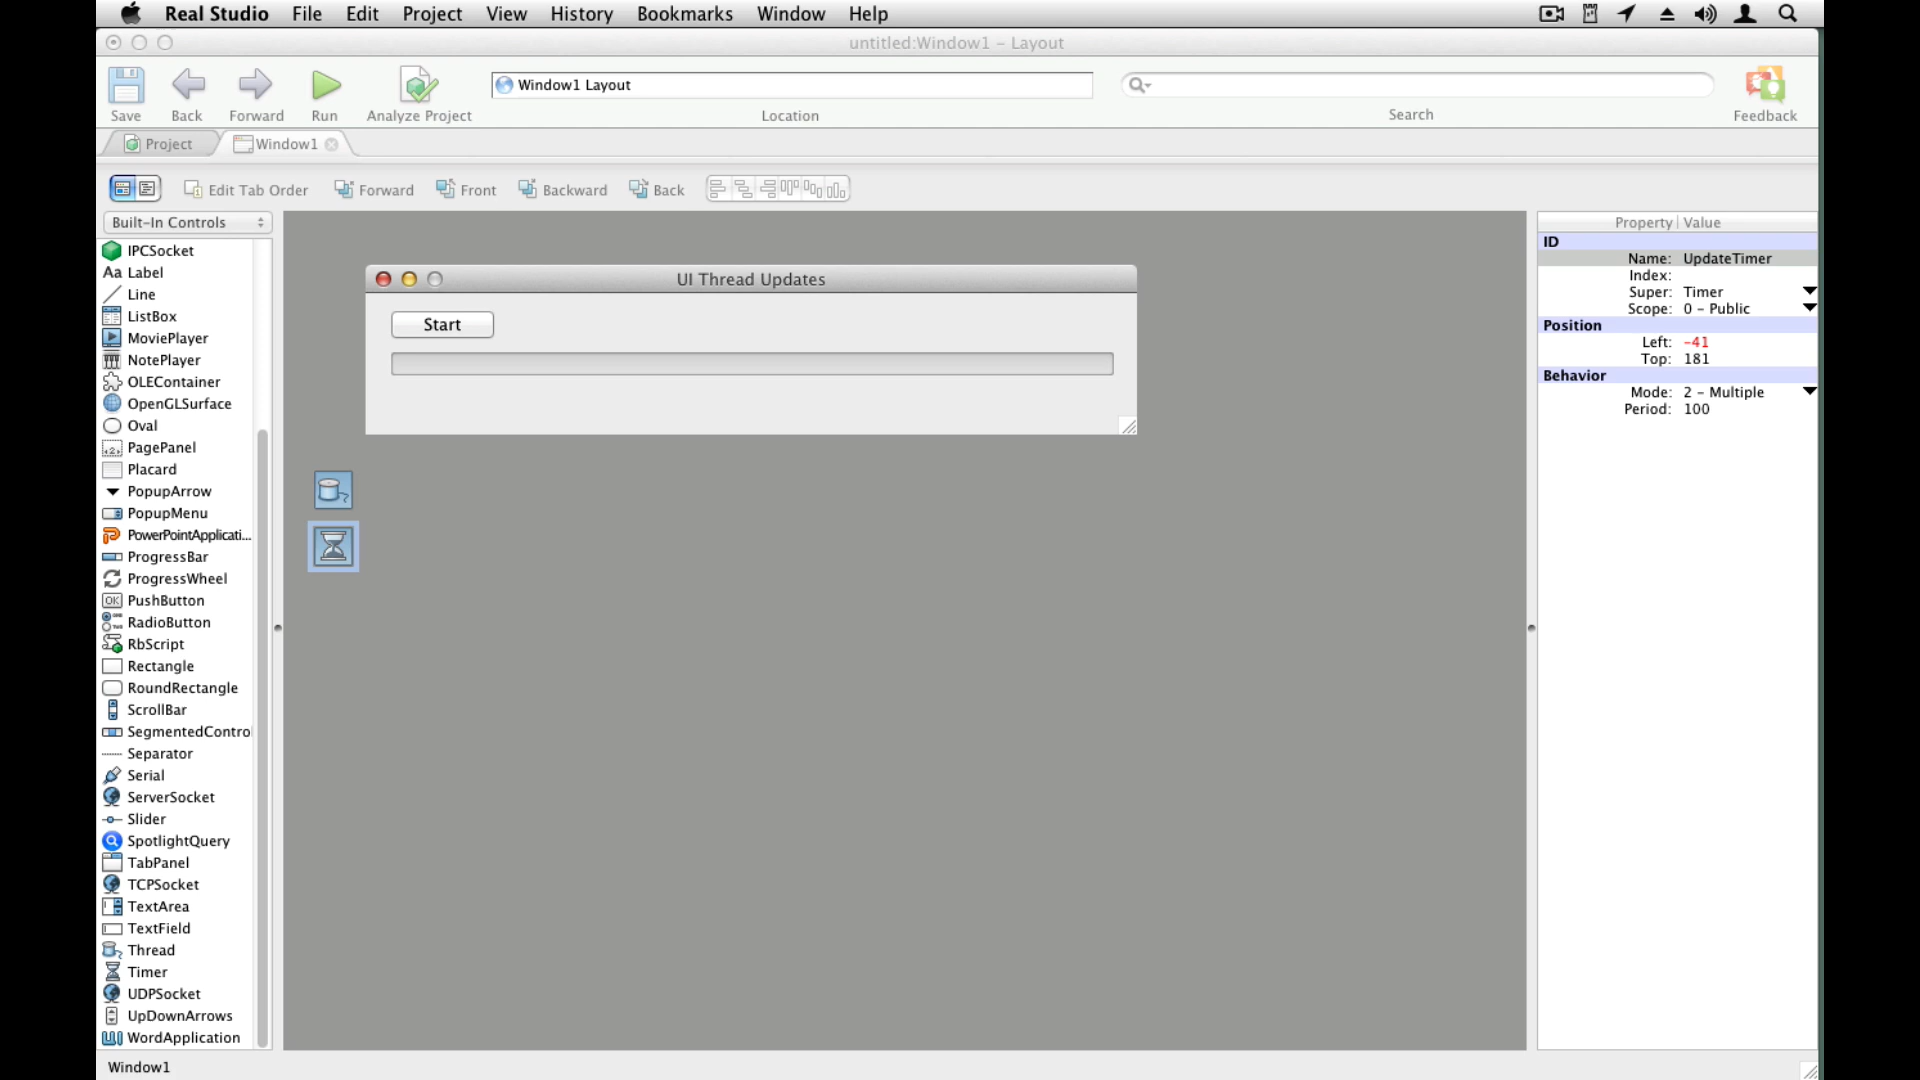 Real Studio File Edit Project View History Bookmarks Window Help
untitled:Window1 – Layout
Window1 Layout
Save Back Forward Run Analyze Project Location Search Feedback
Project Window1
Edit Tab Order Forward Front Backward Back
Built-In Controls
IPCSocket
Aa Label
Line
ListBox
MoviePlayer
NotePlayer
OLEContainer
OpenGLSurface
Oval
PagePanel
Placard
PopupArrow
PopupMenu
PowerPointApplicati...
ProgressBar
ProgressWheel
OK PushButton
RadioButton
RbScript
Rectangle
RoundRectangle
ScrollBar
SegmentedContro
Separator
Serial
ServerSocket
Slider
SpotlightQuery
TabPanel
TCPSocket
TextArea
TextField
Thread
Timer
UDPSocket
UpDownArrows
WordApplication
UI Thread Updates
Start
Property Value
ID
Name: UpdateTimer
Index:
Super: Timer
Scope: 0 – Public
Position
Left: -41
Top: 181
Behavior
Mode: 2 – Multiple
Period: 100
Window1